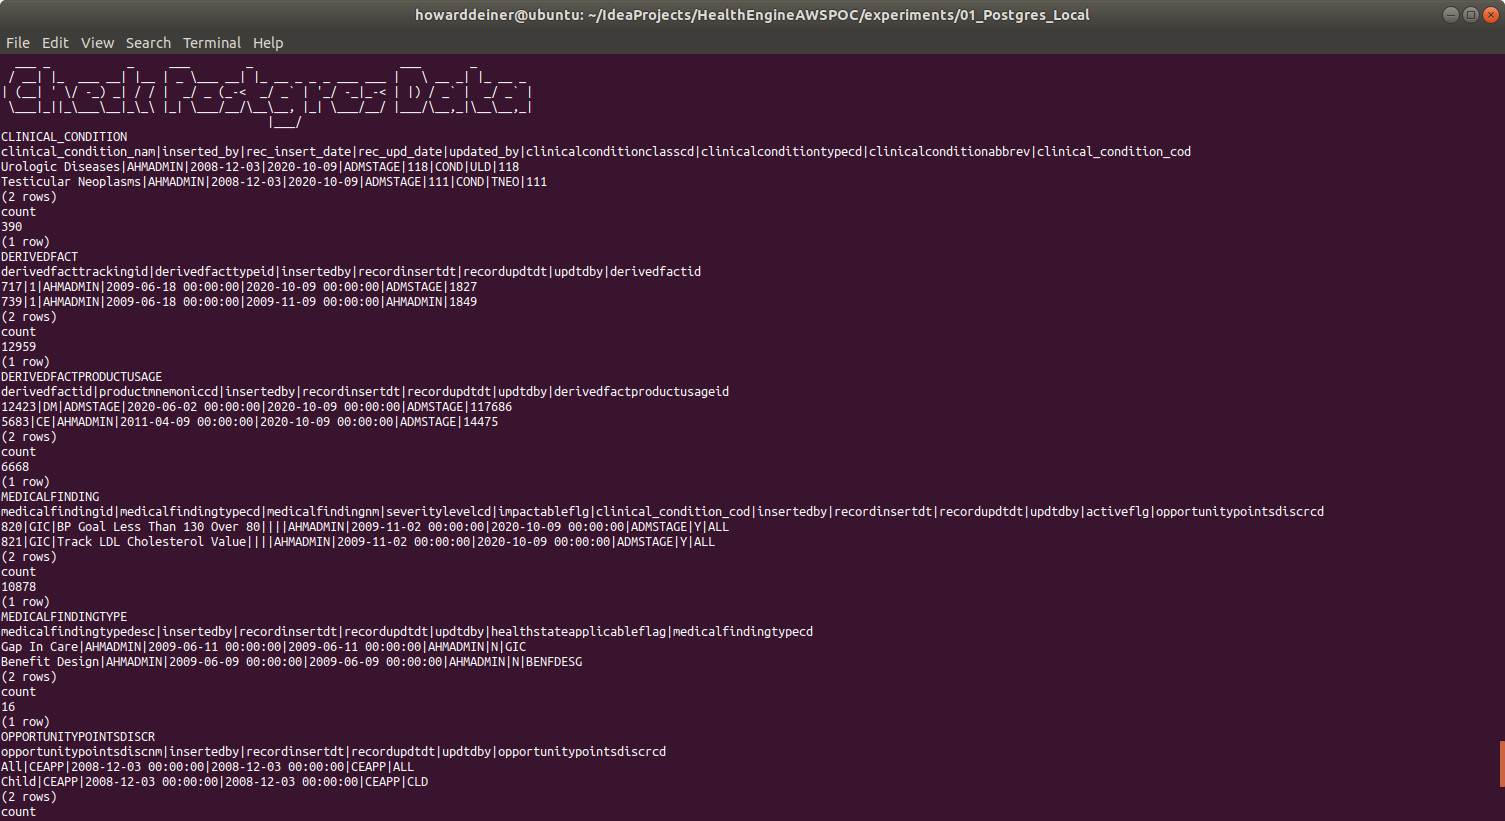 howarddeiner@ubuntu: ~/IdeaProjects/HealthEngineAWSPOC/experiments/01_Postgres_Local
File Edit View Search Terminal Help
Check Postgres Data
CLINICAL_CONDITION
clinical_condition_nam|inserted_by|rec_insert_date|rec_upd_date|updated_by|clinicalconditionclasscd|clinicalconditiontypecd|clinicalconditionabbrev|clinical_condition_cod
Urologic Diseases|AHMADMIN|2008-12-03|2020-10-09|ADMSTAGE|118|COND|ULD|118
Testicular Neoplasms|AHMADMIN|2008-12-03|2020-10-09|ADMSTAGE|111|COND|TNEO|111
(2 rows)
count
390
(1 row)
DERIVEDFACT
derivedfacttrackingid|derivedfacttypeid|insertedby|recordinsertdt|recordupdtdt|updtdby|derivedfactid
717|1|AHMADMIN|2009-06-18 00:00:00|2020-10-09 00:00:00|ADMSTAGE|1827
739|1|AHMADMIN|2009-06-18 00:00:00|2009-11-09 00:00:00|AHMADMIN|1849
(2 rows)
count
12959
(1 row)
DERIVEDFACTPRODUCTUSAGE
derivedfactid|productmnemoniccd|insertedby|recordinsertdt|recordupdtdt|updtdby|derivedfactproductusageid
12423|DM|ADMSTAGE|2020-06-02 00:00:00|2020-10-09 00:00:00|ADMSTAGE|117686
5683|CE|AHMADMIN|2011-04-09 00:00:00|2020-10-09 00:00:00|ADMSTAGE|14475
(2 rows)
count
6668
(1 row)
MEDICALFINDING
medicalfindingid|medicalfindingtypecd|medicalfindingnm|severitylevelcd|impactableflg|clinical_condition_cod|insertedby|recordinsertdt|recordupdtdt|updtdby|activeflg|opportunitypointsdiscrcd
820|GIC|BP Goal Less Than 130 Over 80||||AHMADMIN|2009-11-02 00:00:00|2020-10-09 00:00:00|ADMSTAGE|Y|ALL
821|GIC|Track LDL Cholesterol Value||||AHMADMIN|2009-11-02 00:00:00|2020-10-09 00:00:00|ADMSTAGE|Y|ALL
(2 rows)
count
10878
(1 row)
MEDICALFINDINGTYPE
medicalfindingtypedesc|insertedby|recordinsertdt|recordupdtdt|updtdby|healthstateapplicableflag|medicalfindingtypecd
Gap In Care|AHMADMIN|2009-06-11 00:00:00|2009-06-11 00:00:00|AHMADMIN|N|GIC
Benefit Design|AHMADMIN|2009-06-09 00:00:00|2009-06-09 00:00:00|AHMADMIN|N|BENFDESG
(2 rows)
count
16
(1 row)
OPPORTUNITYPOINTSDISCR
opportunitypointsdiscnm|insertedby|recordinsertdt|recordupdtdt|updtdby|opportunitypointsdiscrcd
All|CEAPP|2008-12-03 00:00:00|2008-12-03 00:00:00|CEAPP|ALL
Child|CEAPP|2008-12-03 00:00:00|2008-12-03 00:00:00|CEAPP|CLD
(2 rows)
count